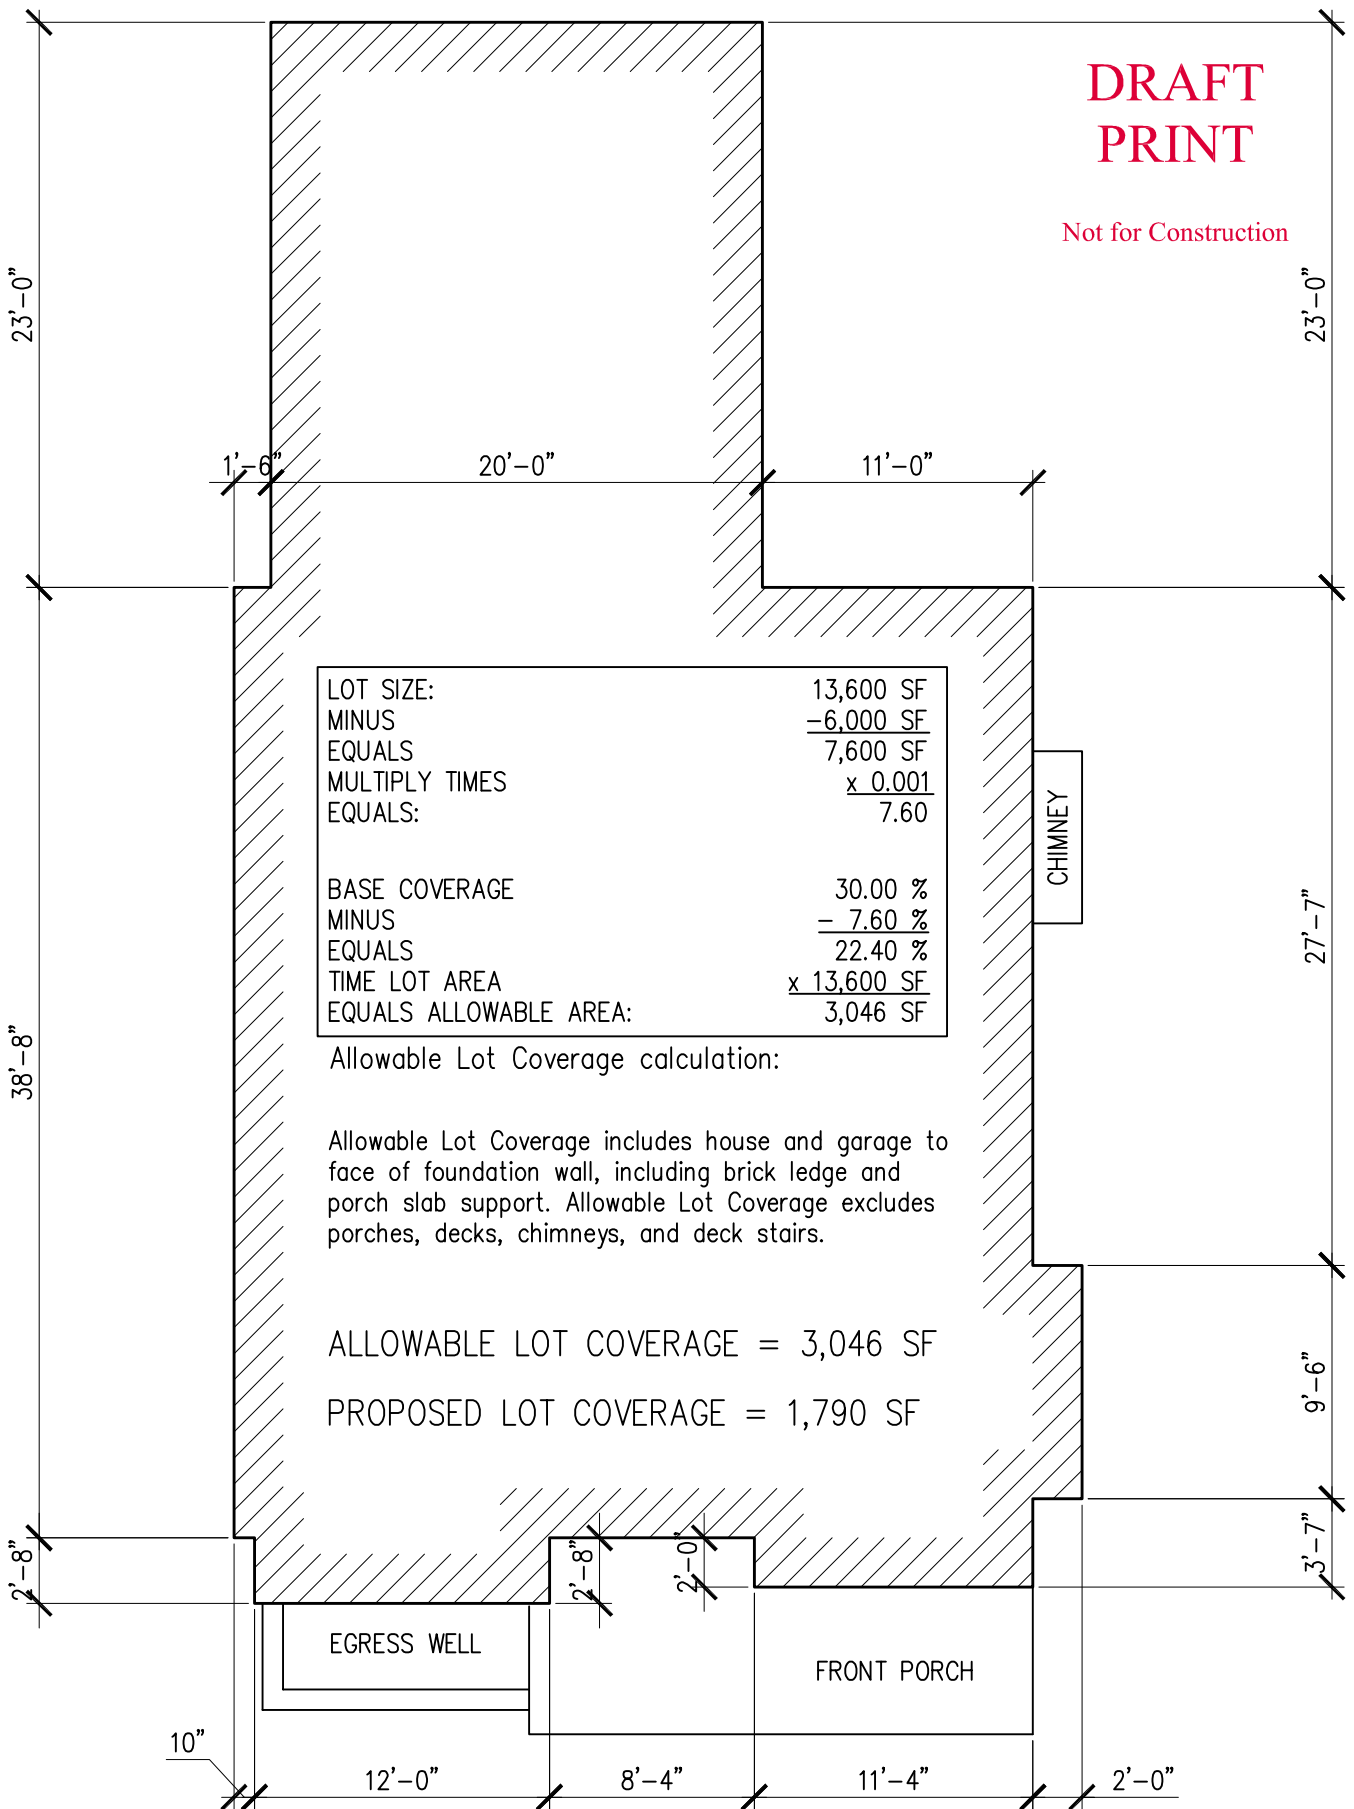 DRAFT
PRINT
Not for Construction
23'-0"
23'-0"
1'-6"
20'-0"
11'-0"
LOT SIZE: 13,600 SF
MINUS -6,000 SF
EQUALS 7,600 SF
MULTIPLY TIMES x 0.001
EQUALS: 7.60
BASE COVERAGE 30.00 %
MINUS - 7.60 %
EQUALS 22.40 %
TIME LOT AREA x 13,600 SF
EQUALS ALLOWABLE AREA: 3,046 SF
CHIMNEY
27'-7"
38'-8"
Allowable Lot Coverage calculation:
Allowable Lot Coverage includes house and garage to
face of foundation wall, including brick ledge and
porch slab support. Allowable Lot Coverage excludes
porches, decks, chimneys, and deck stairs.
ALLOWABLE LOT COVERAGE = 3,046 SF
PROPOSED LOT COVERAGE = 1,790 SF
9'-6"
2'-8"
2'-8"
2'-0"
3'-7"
EGRESS WELL
FRONT PORCH
10"
12'-0"
8'-4"
11'-4"
2'-0"